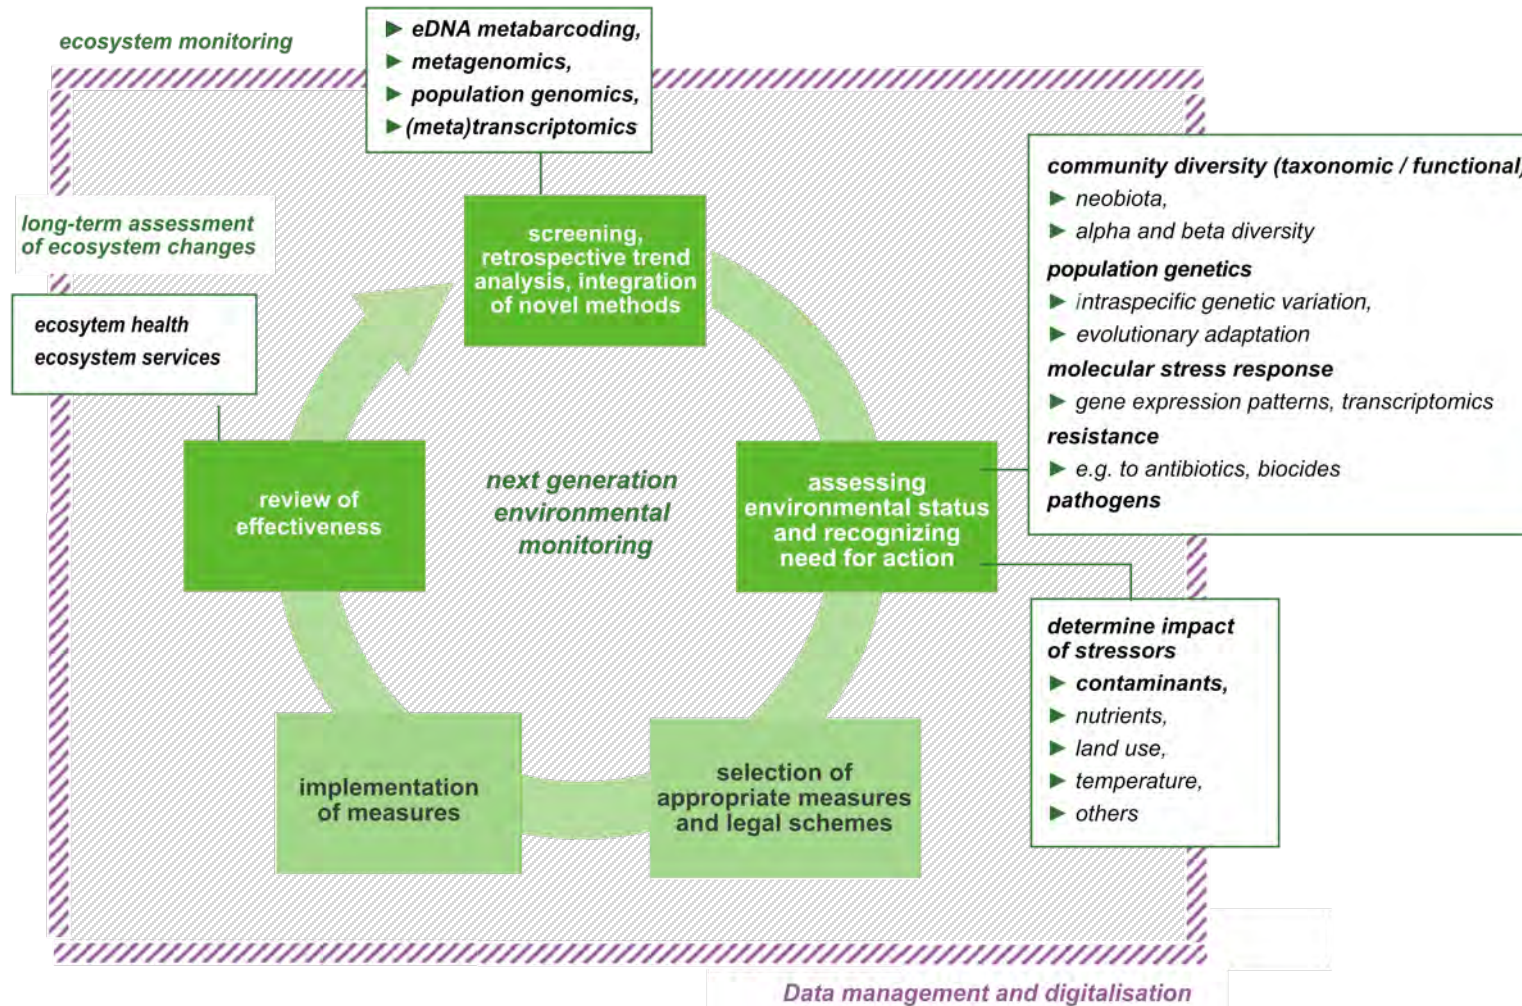 ecosystem monitoring
► eDNA metabarcoding,
► metagenomics,
► population genomics,
► (meta)transcriptomics
long-term assessment
of ecosystem changes
ecosytem health
ecosystem services
screening,
retrospective trend
analysis, integration
of novel methods
community diversity (taxonomic / functional)
► neobiota,
► alpha and beta diversity
population genetics
► intraspecific genetic variation,
► evolutionary adaptation
molecular stress response
► gene expression patterns, transcriptomics
resistance
► e.g. to antibiotics, biocides
pathogens
review of
effectiveness
next generation
environmental
monitoring
assessing
environmental status
and recognizing
need for action
determine impact
of stressors
► contaminants,
► nutrients,
► land use,
► temperature,
► others
implementation
of measures
selection of
appropriate measures
and legal schemes
Data management and digitalisation